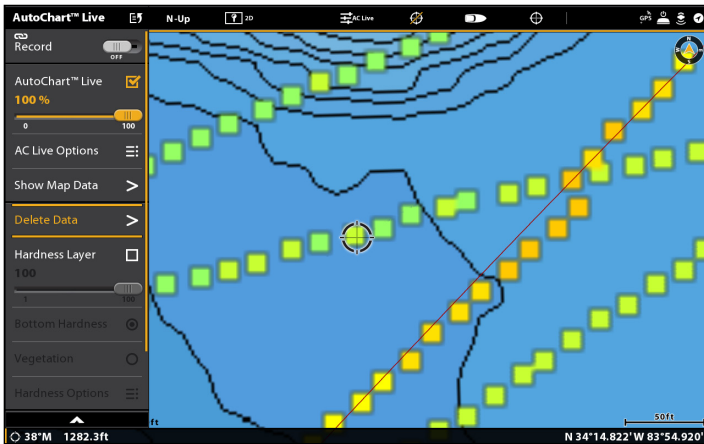 AutoChart™ Live
N-Up
2D
AC Live
GPS
Record
OFF
AutoChart™ Live
100 %
0 100
AC Live Options
Show Map Data >
Delete Data >
Hardness Layer
100
1 100
Bottom Hardness
Vegetation
Hardness Options
N
W
ft
50ft
38°M 1282.3ft
N 34°14.822' W 83°54.920'